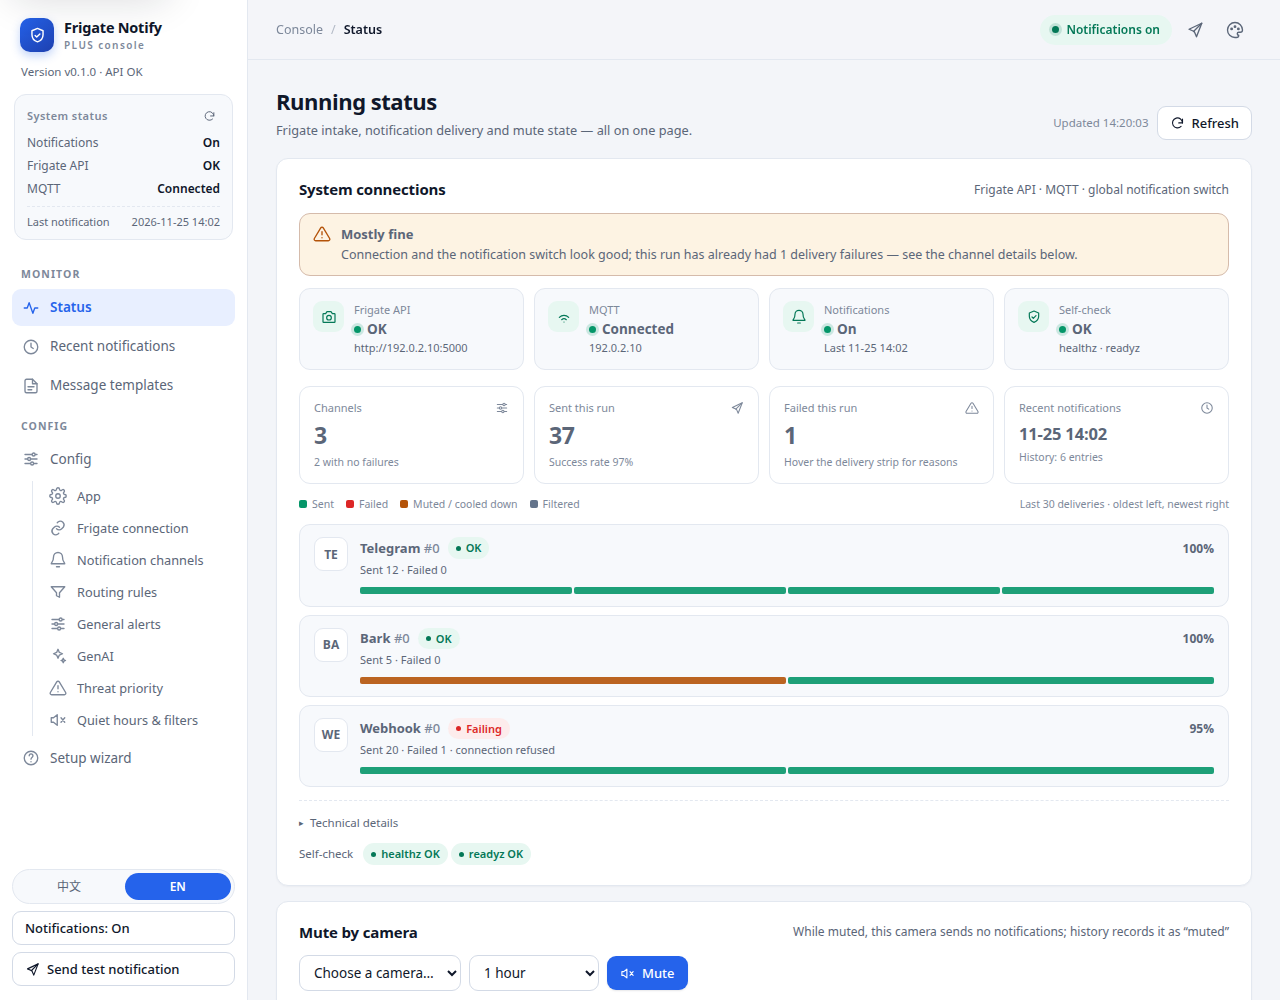 Frigate Notify
PLUS console
Version v0.1.0 · API OK
System status
Notifications On
Frigate API OK
MQTT Connected
Last notification 2026-11-25 14:02
MONITOR
Status
Recent notifications
Message templates
CONFIG
Config
App
Frigate connection
Notification channels
Routing rules
General alerts
GenAI
Threat priority
Quiet hours & filters
Setup wizard
中文 EN
Notifications: On
Send test notification
Console / Status
Notifications on
Running status
Frigate intake, notification delivery and mute state — all on one page.
Updated 14:20:03
Refresh
System connections
Frigate API · MQTT · global notification switch
Mostly fine
Connection and the notification switch look good; this run has already had 1 delivery failures — see the channel details below.
Frigate API
OK
http://192.0.2.10:5000
MQTT
Connected
192.0.2.10
Notifications
On
Last 11-25 14:02
Self-check
OK
healthz · readyz
Channels
3
2 with no failures
Sent this run
37
Success rate 97%
Failed this run
1
Hover the delivery strip for reasons
Recent notifications
11-25 14:02
History: 6 entries
Sent Failed Muted / cooled down Filtered
Last 30 deliveries · oldest left, newest right
TE
Telegram #0 OK 100%
Sent 12 · Failed 0
BA
Bark #0 OK 100%
Sent 5 · Failed 0
WE
Webhook #0 Failing 95%
Sent 20 · Failed 1 · connection refused
▸ Technical details
Self-check healthz OK readyz OK
Mute by camera
While muted, this camera sends no notifications; history records it as “muted”
Choose a camera... 1 hour Mute